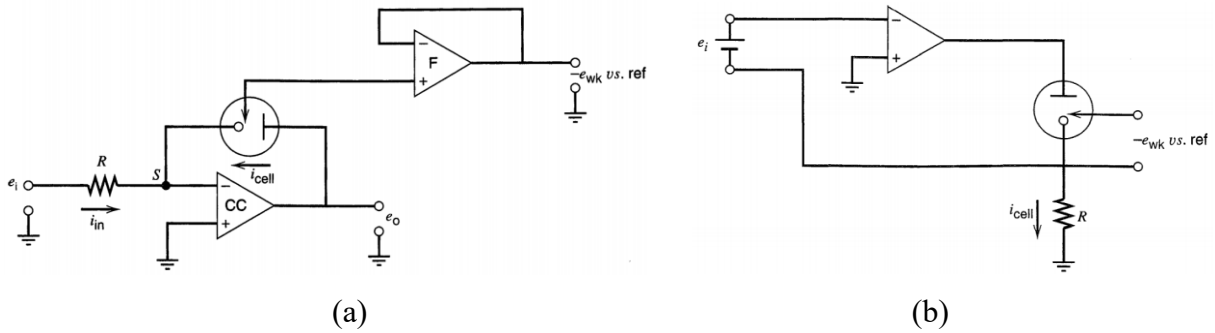 −
F
+
−e_wk vs. ref
R
S
i_cell
e_i
−
CC
+
i_in
e_o
(a)
e_i
−
+
−e_wk vs. ref
i_cell
R
(b)